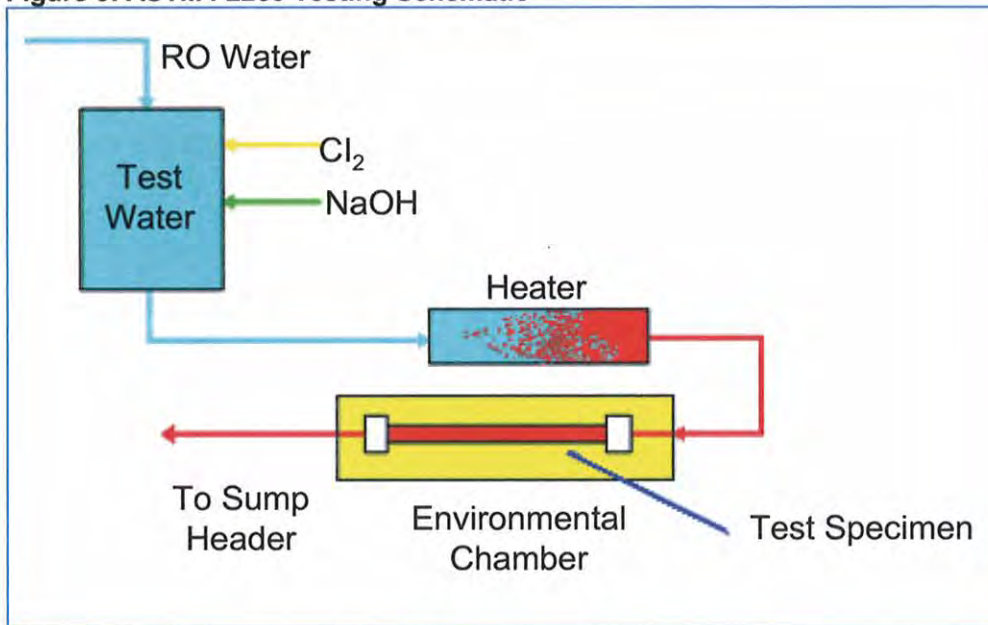 RO Water
Cl₂
Test
Water
NaOH
Heater
To Sump
Header
Environmental
Chamber
Test Specimen